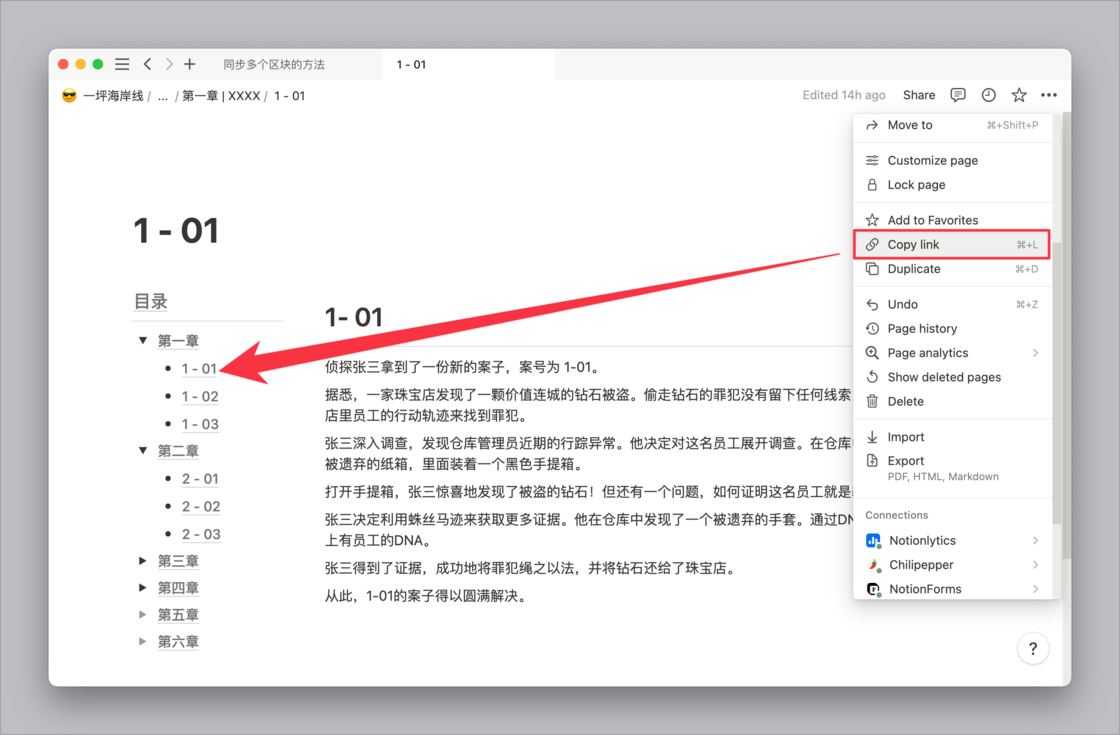 同步多个区块的方法
1 - 01
一坪海岸线 / ... / 第一章 | XXXX / 1 - 01
Edited 14h ago
Share
1 - 01
目录
第一章
1 - 01
1 - 02
1 - 03
第二章
2 - 01
2 - 02
2 - 03
第三章
第四章
第五章
第六章
1- 01
侦探张三拿到了一份新的案子，案号为 1-01。
据悉，一家珠宝店发现了一颗价值连城的钻石被盗。偷走钻石的罪犯没有留下任何线索
店里员工的行动轨迹来找到罪犯。
张三深入调查，发现仓库管理员近期的行踪异常。他决定对这名员工展开调查。在仓库
被遗弃的纸箱，里面装着一个黑色手提箱。
打开手提箱，张三惊喜地发现了被盗的钻石！但还有一个问题，如何证明这名员工就是
张三决定利用蛛丝马迹来获取更多证据。他在仓库中发现了一个被遗弃的手套。通过DN
上有员工的DNA。
张三得到了证据，成功地将罪犯绳之以法，并将钻石还给了珠宝店。
从此，1-01的案子得以圆满解决。
Move to ⌘+Shift+P
Customize page
Lock page
Add to Favorites
Copy link ⌘+L
Duplicate ⌘+D
Undo ⌘+Z
Page history
Page analytics
Show deleted pages
Delete
Import
Export
PDF, HTML, Markdown
Connections
Notionlytics
Chilipepper
NotionForms
?